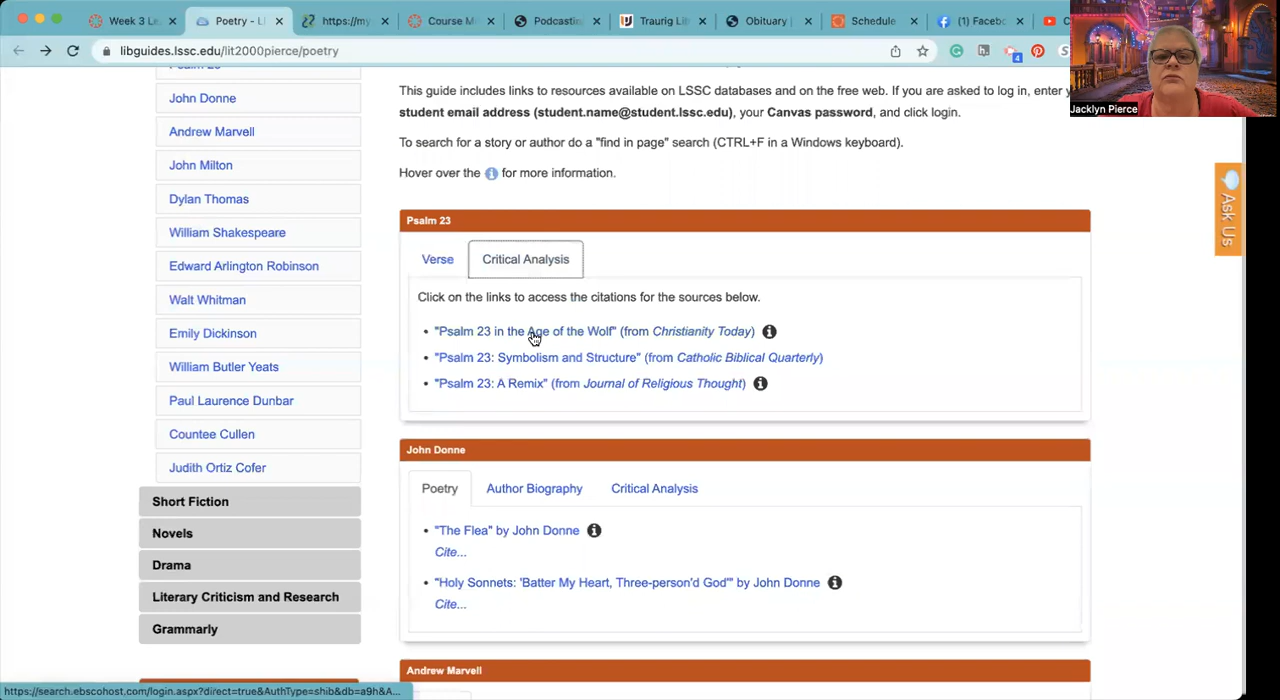 Week 3 Le
Poetry - L
https://my
Course M
Podcastin
Traurig Lib
Obituary
Schedule
(1) Facebo
libguides.lssc.edu/lit2000pierce/poetry
4
Jacklyn Pierce
Ask Us
John Donne
Andrew Marvell
John Milton
Dylan Thomas
William Shakespeare
Edward Arlington Robinson
Walt Whitman
Emily Dickinson
William Butler Yeats
Paul Laurence Dunbar
Countee Cullen
Judith Ortiz Cofer
Short Fiction
Novels
Drama
Literary Criticism and Research
Grammarly
This guide includes links to resources available on LSSC databases and on the free web. If you are asked to log in, enter
student email address (student.name@student.lssc.edu), your Canvas password, and click login.
To search for a story or author do a "find in page" search (CTRL+F in a Windows keyboard).
Hover over the i for more information.
Psalm 23
Verse Critical Analysis
Click on the links to access the citations for the sources below.
• "Psalm 23 in the Age of the Wolf" (from Christianity Today) i
• "Psalm 23: Symbolism and Structure" (from Catholic Biblical Quarterly)
• "Psalm 23: A Remix" (from Journal of Religious Thought) i
John Donne
Poetry Author Biography Critical Analysis
• "The Flea" by John Donne i
Cite...
• "Holy Sonnets: 'Batter My Heart, Three-person'd God'" by John Donne i
Cite...
Andrew Marvell
https://search.ebscohost.com/login.aspx?direct=true&AuthType=shib&db=a9h&A...